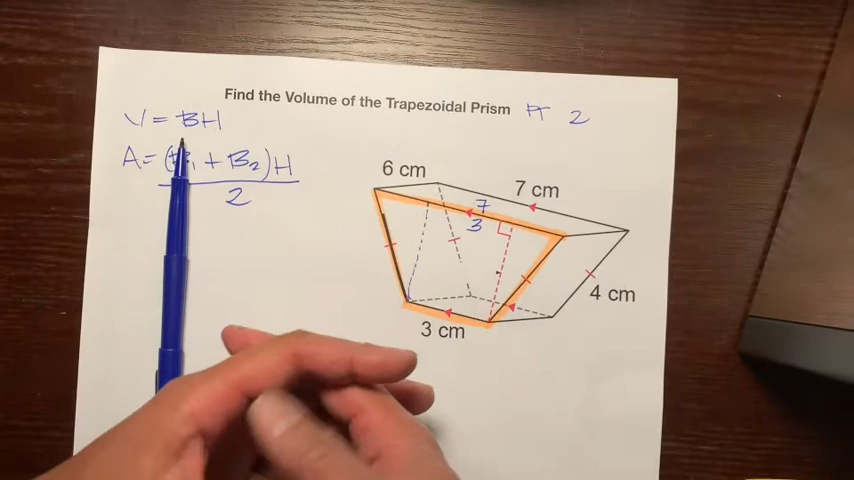 Find the Volume of the Trapezoidal Prism PT 2
V = BH
A = (B₁ + B₂)H
2
6 cm
7 cm
7
3
4 cm
3 cm